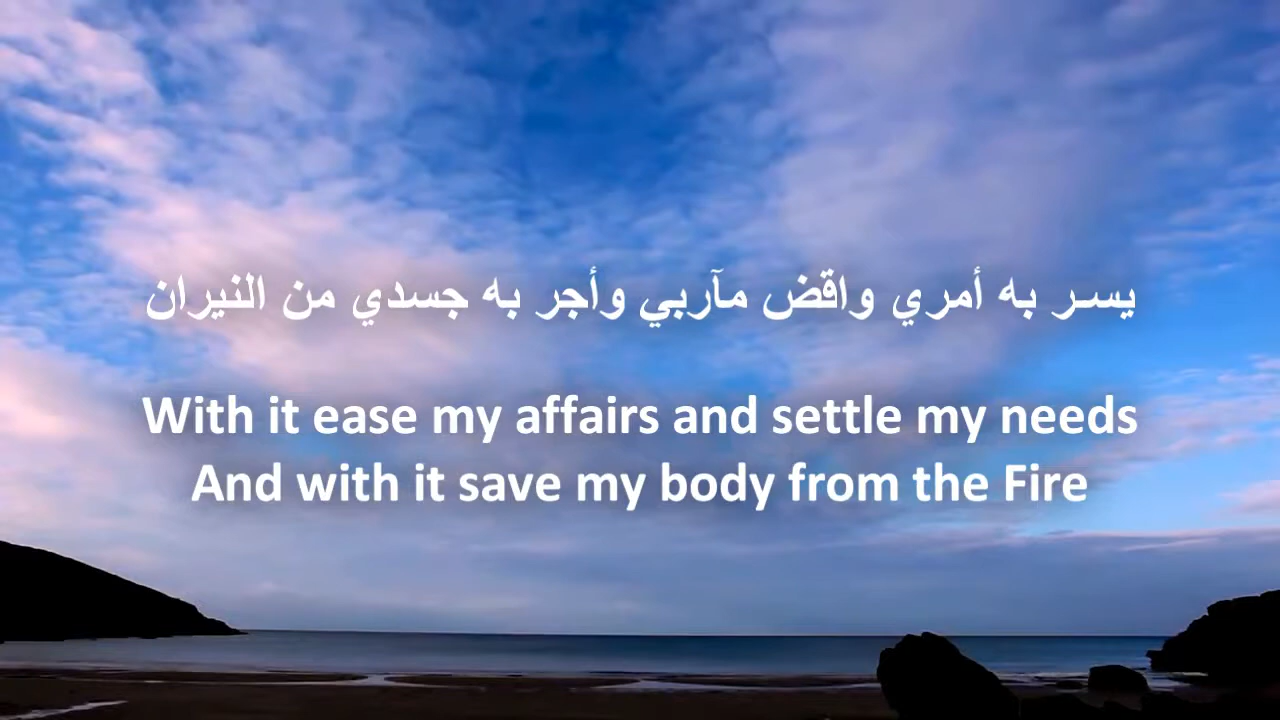 يسر به أمري واقض مآربي وأجر به جسدي من النيران
With it ease my affairs and settle my needs
And with it save my body from the Fire